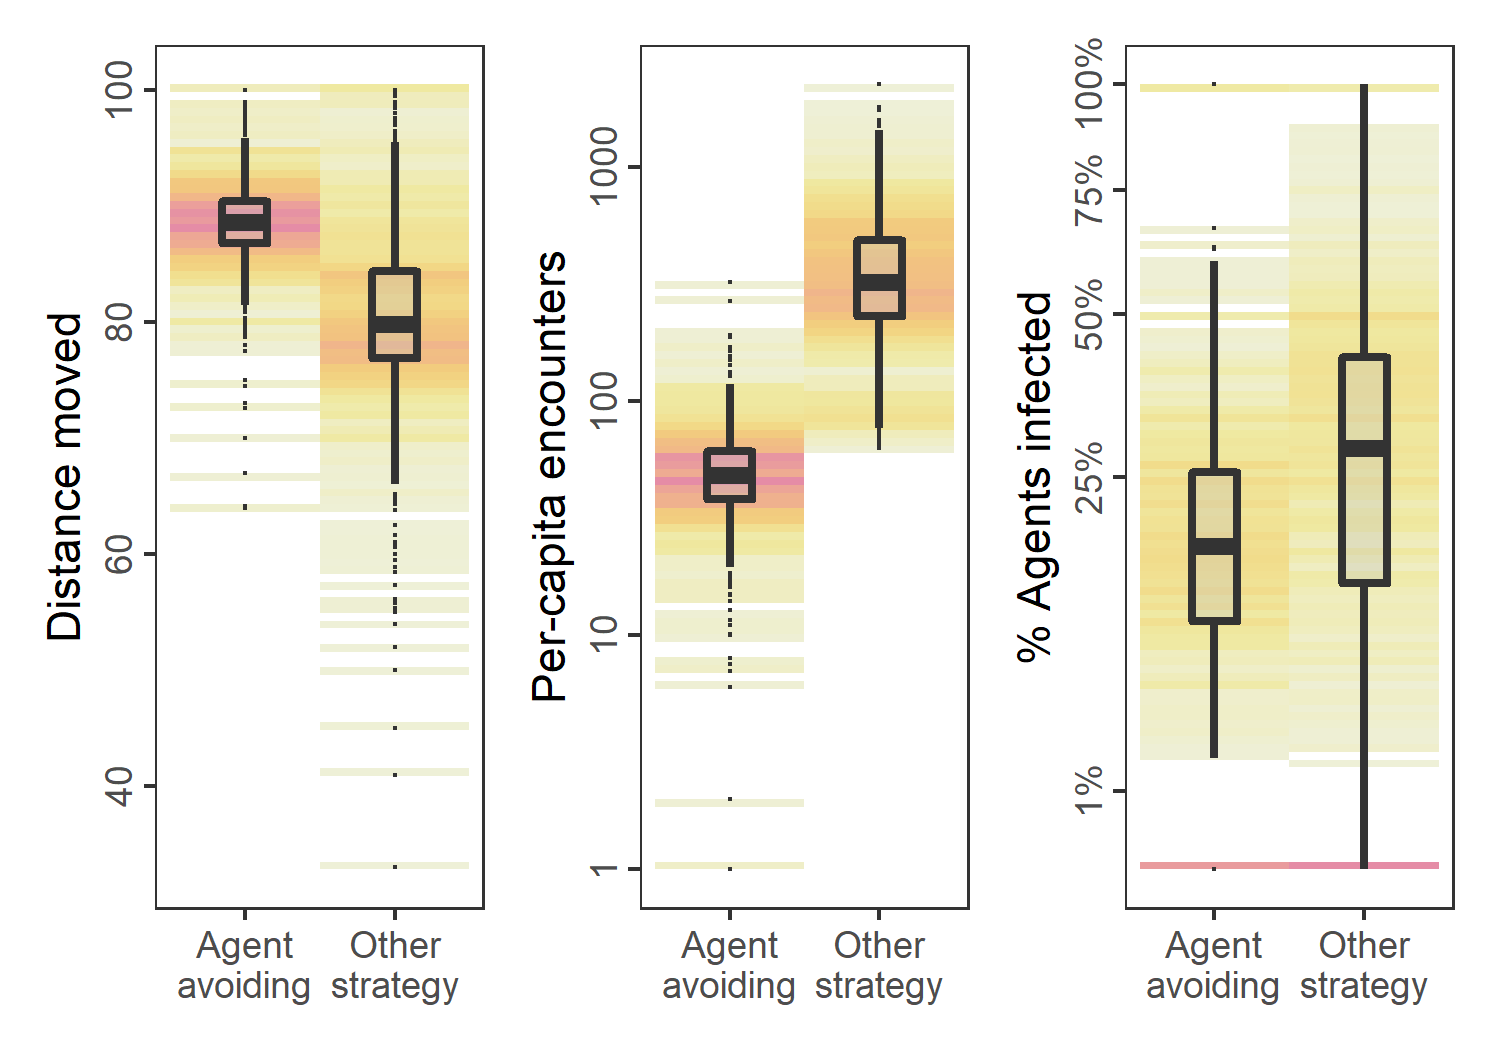 Distance moved
100
80
60
40
Agent avoiding
Other strategy
Per-capita encounters
1000
100
10
1
Agent avoiding
Other strategy
% Agents infected
100%
75%
50%
25%
1%
Agent avoiding
Other strategy